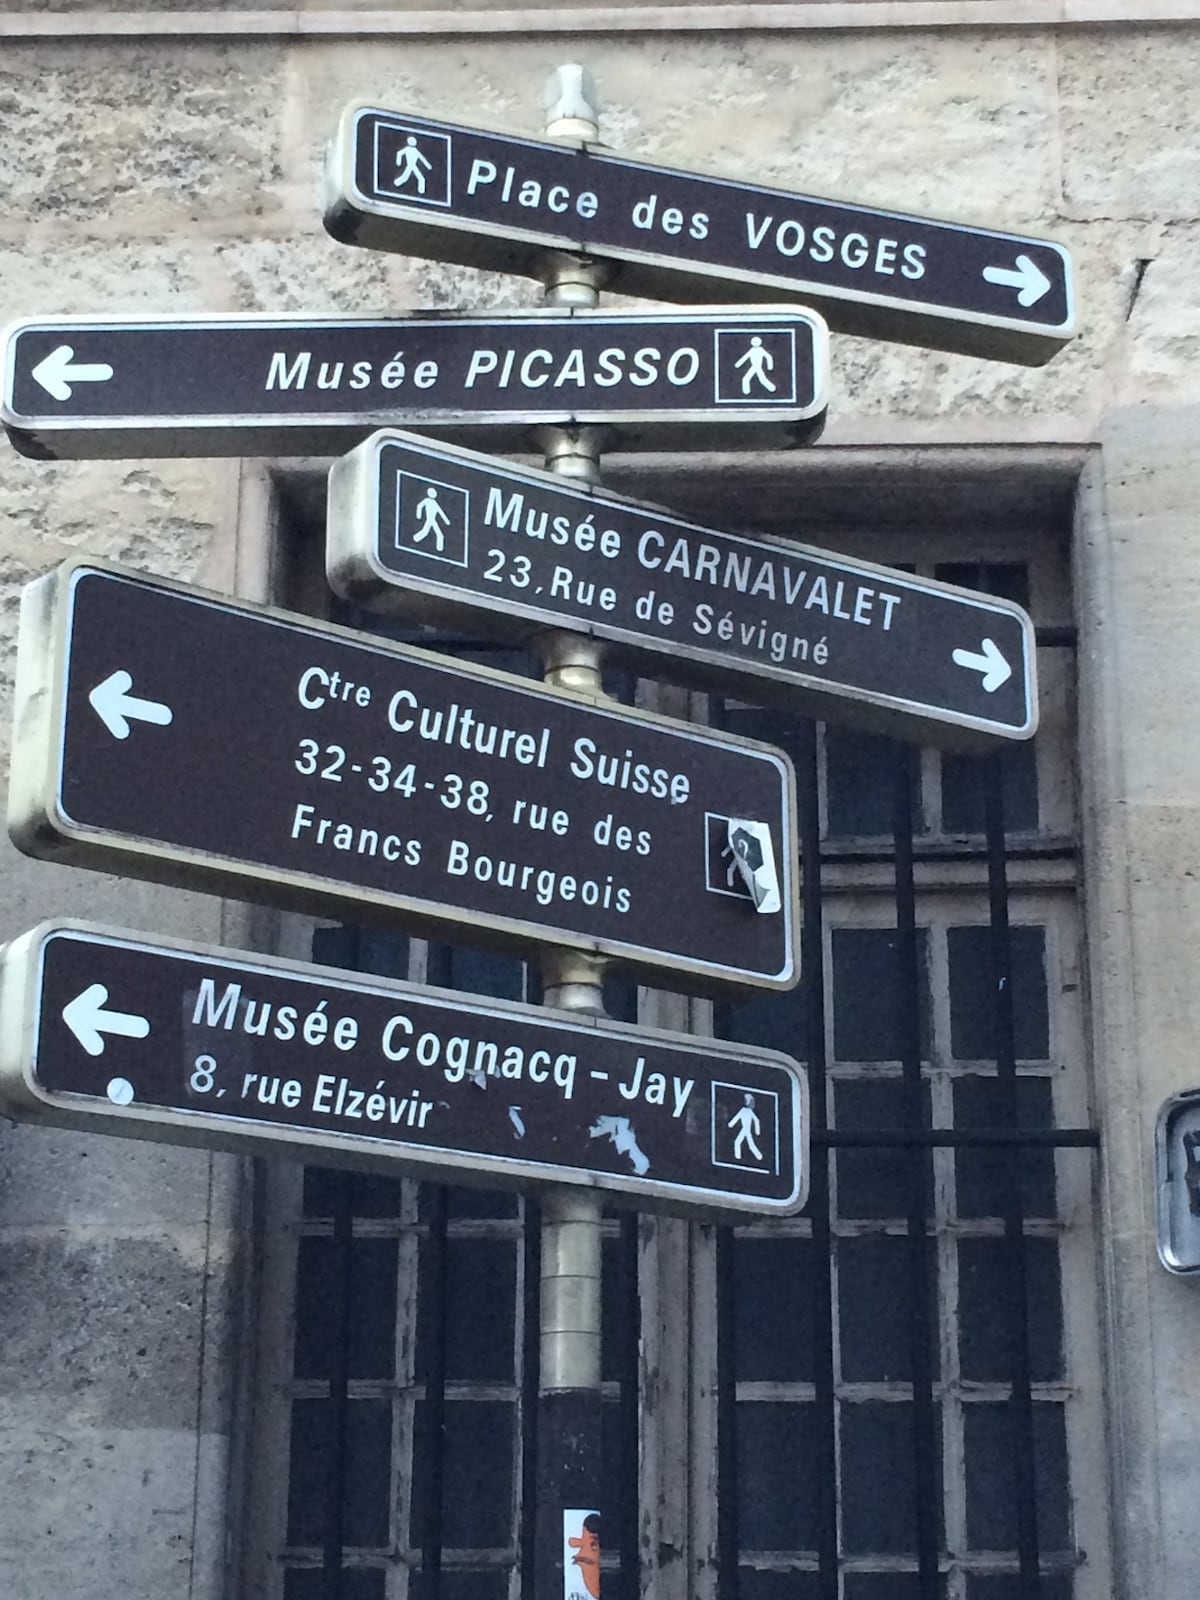 Place des VOSGES
Musée PICASSO
Musée CARNAVALET
23, Rue de Sévigné
Ctre Culturel Suisse
32-34-38, rue des
Francs Bourgeois
Musée Cognacq-Jay
8, rue Elzévir